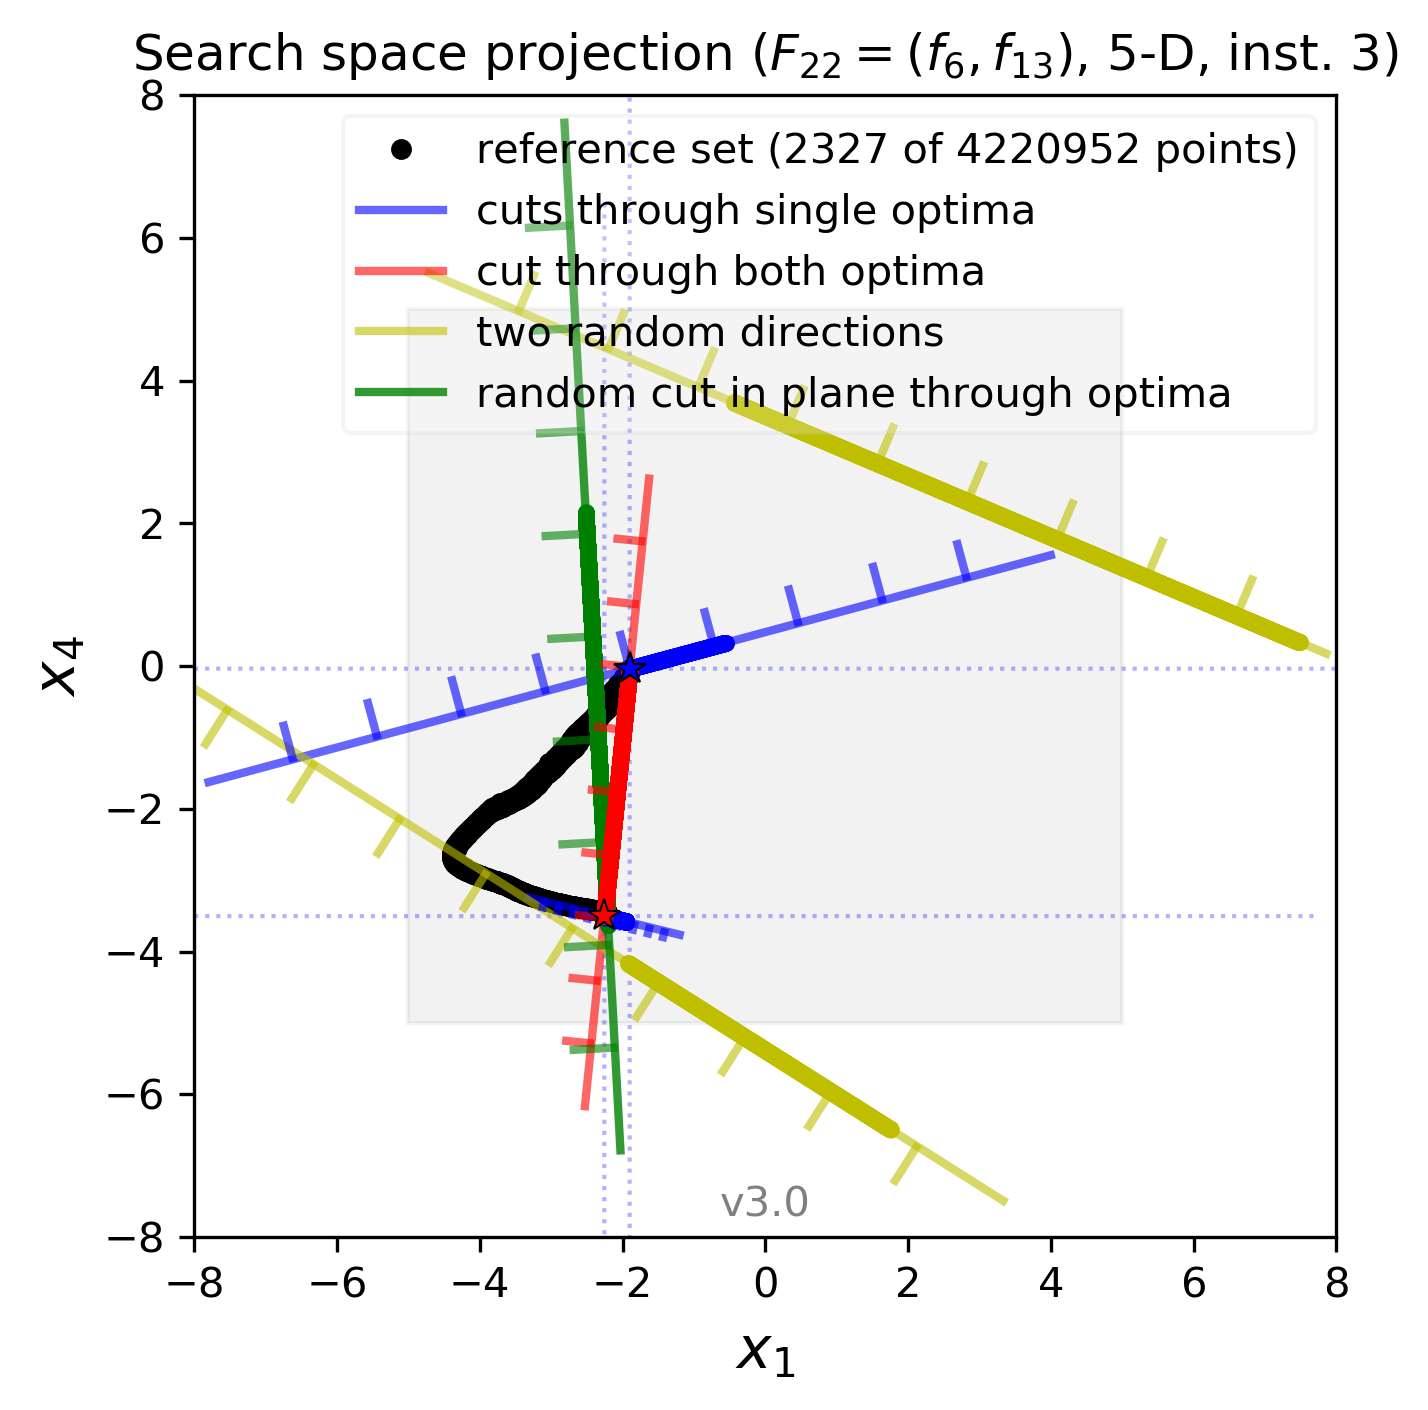 Search space projection (F₂₂ = (f₆, f₁₃), 5-D, inst. 3)
reference set (2327 of 4220952 points)
cuts through single optima
cut through both optima
two random directions
random cut in plane through optima
8
6
4
2
0
−2
−4
−6
−8
x₄
v3.0
−8 −6 −4 −2 0 2 4 6 8
x₁